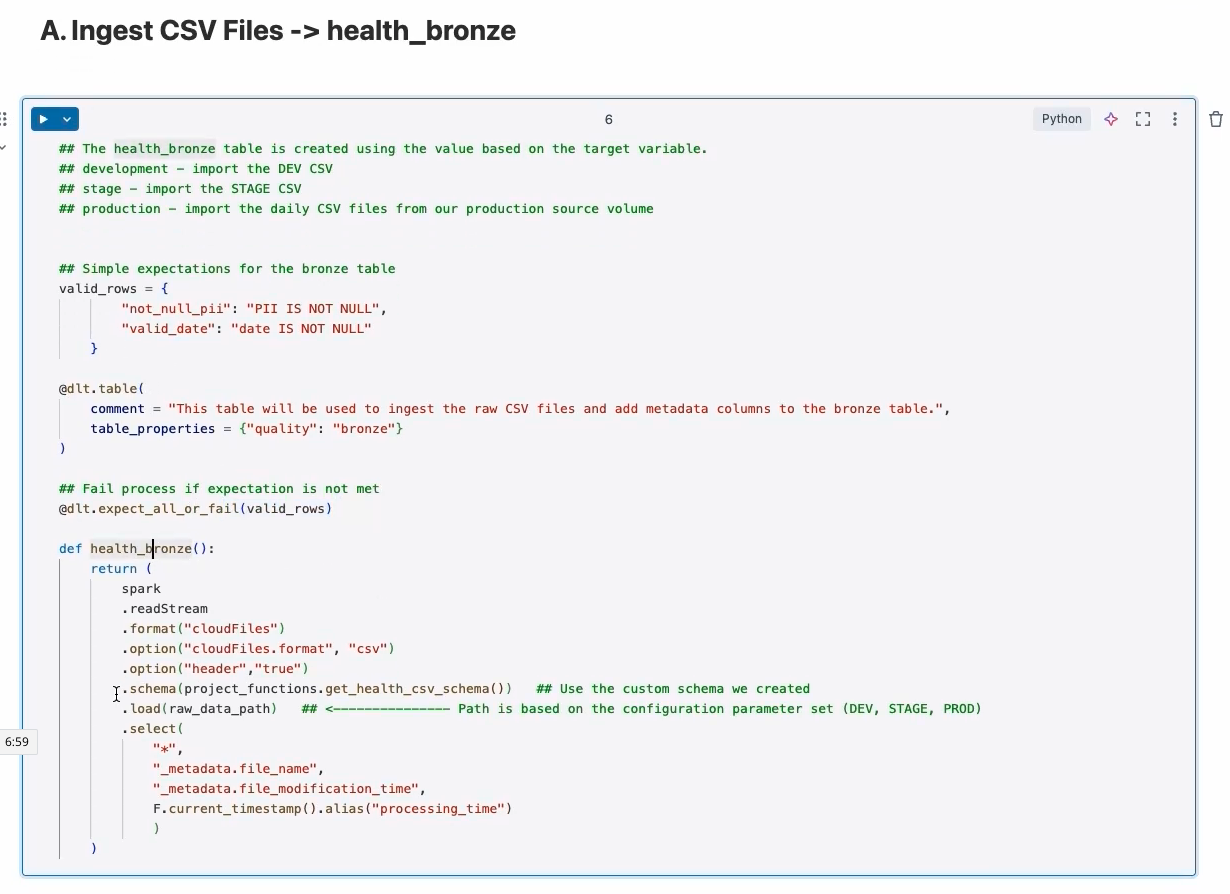 A. Ingest CSV Files -> health_bronze
6
Python
## The health_bronze table is created using the value based on the target variable.
## development - import the DEV CSV
## stage - import the STAGE CSV
## production - import the daily CSV files from our production source volume
## Simple expectations for the bronze table
valid_rows = {
"not_null_pii": "PII IS NOT NULL",
"valid_date": "date IS NOT NULL"
}
@dlt.table(
comment = "This table will be used to ingest the raw CSV files and add metadata columns to the bronze table.",
table_properties = {"quality": "bronze"}
)
## Fail process if expectation is not met
@dlt.expect_all_or_fail(valid_rows)
def health_bronze():
return (
spark
.readStream
.format("cloudFiles")
.option("cloudFiles.format", "csv")
.option("header","true")
.schema(project_functions.get_health_csv_schema())   ## Use the custom schema we created
.load(raw_data_path)   ## <--------------- Path is based on the configuration parameter set (DEV, STAGE, PROD)
.select(
6:59
"*",
"_metadata.file_name",
"_metadata.file_modification_time",
F.current_timestamp().alias("processing_time")
)
)